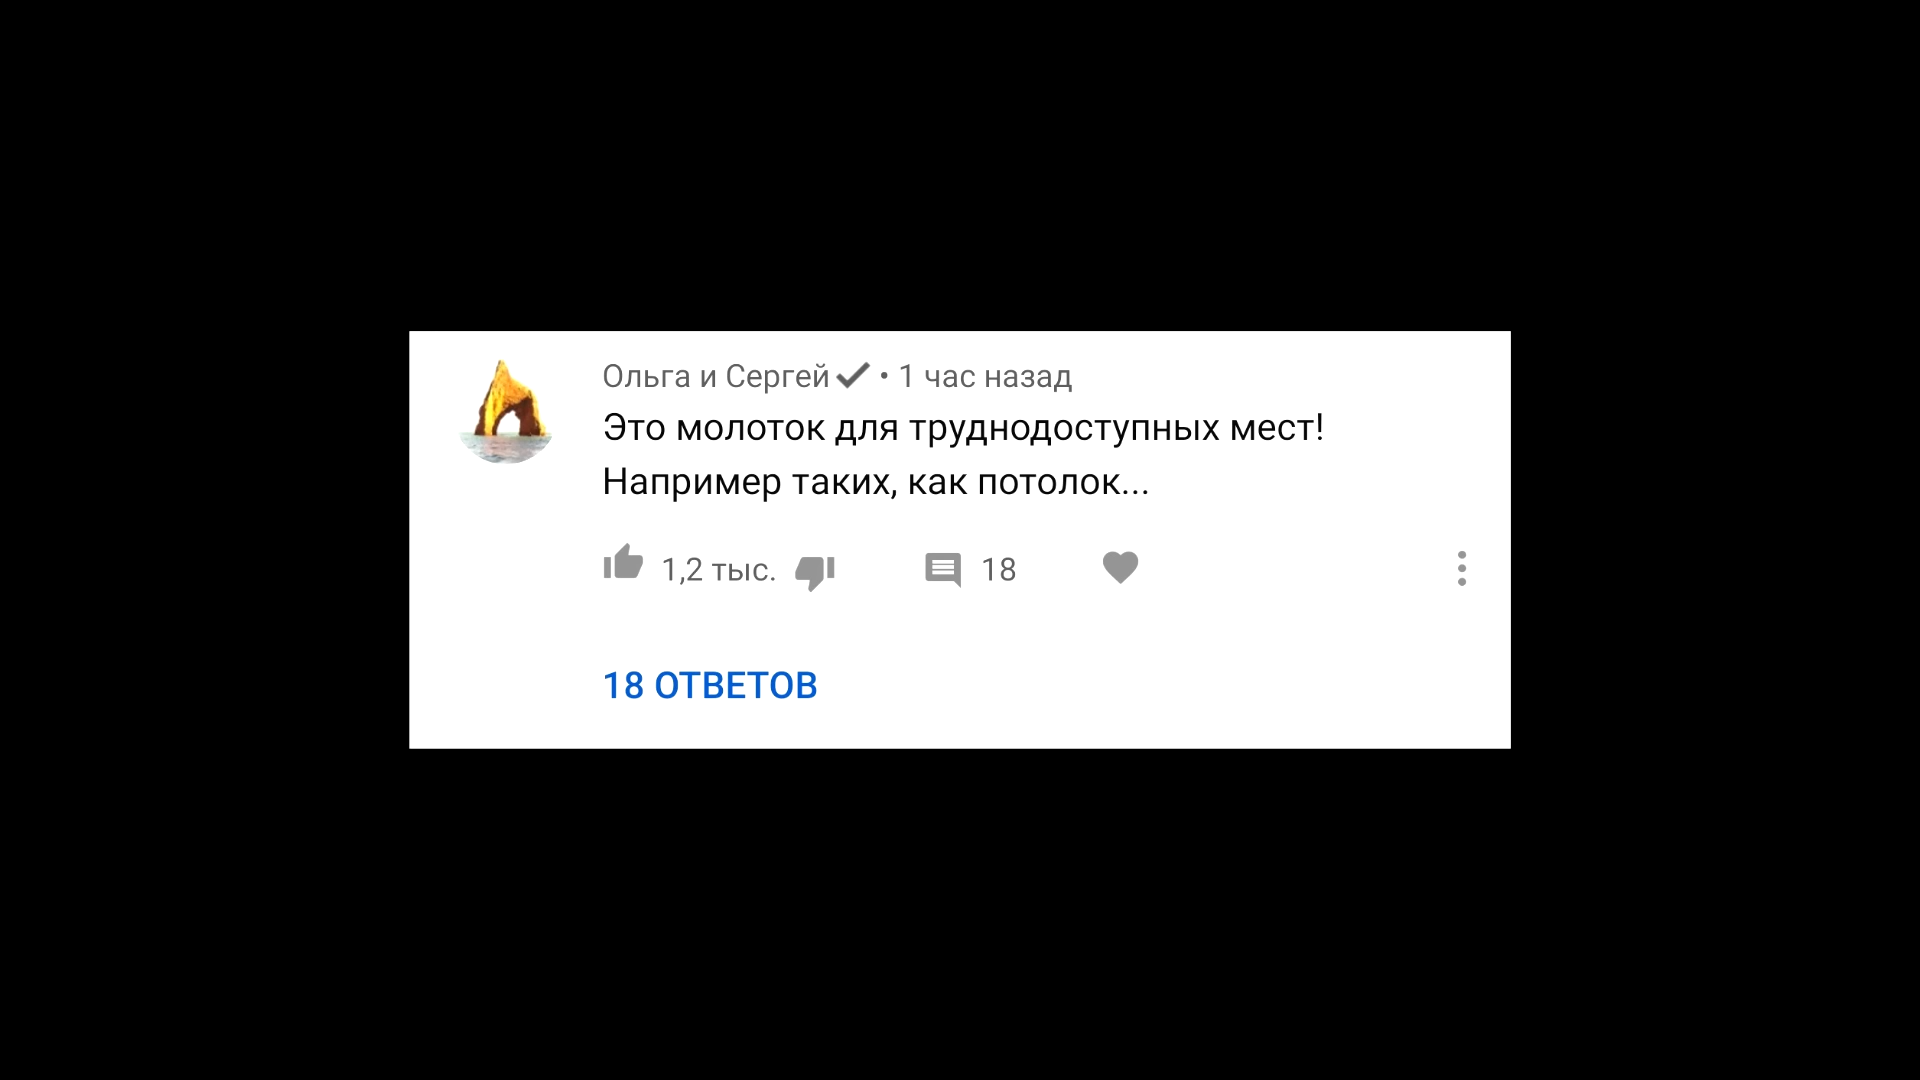 Ольга и Сергей • 1 час назад
Это молоток для труднодоступных мест!
Например таких, как потолок...
1,2 тыс. 18
18 ОТВЕТОВ